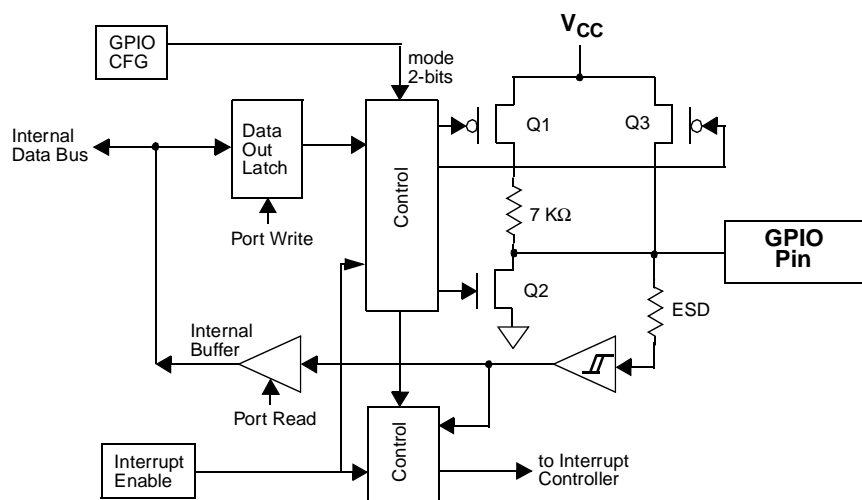 GPIO
CFG
mode
2-bits
VCC
Internal
Data Bus
Data
Out
Latch
Control
Q1
Q3
7 KΩ
Port Write
GPIO
Pin
Q2
ESD
Internal
Buffer
Port Read
Interrupt
Enable
Control
to Interrupt
Controller